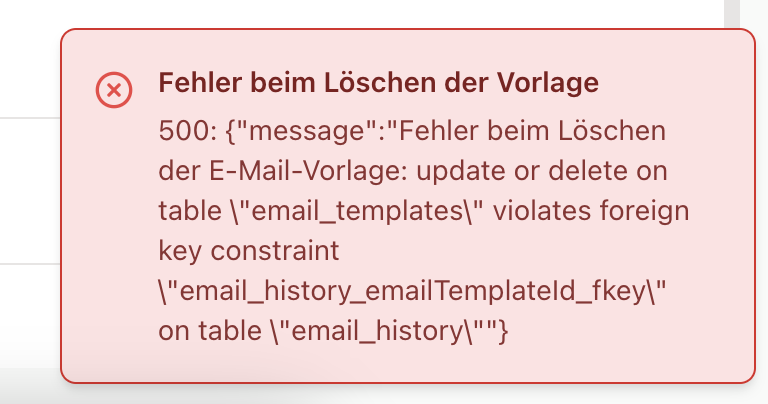 Fehler beim Löschen der Vorlage
500: {"message":"Fehler beim Löschen
der E-Mail-Vorlage: update or delete on
table \"email_templates\" violates foreign
key constraint
\"email_history_emailTemplateId_fkey\"
on table \"email_history\""}